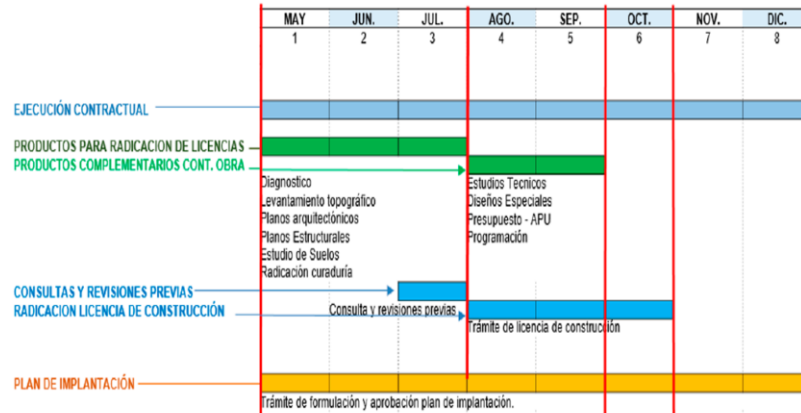 MAY JUN. JUL. AGO. SEP. OCT. NOV. DIC.
1 2 3 4 5 6 7 8
EJECUCIÓN CONTRACTUAL
PRODUCTOS PARA RADICACION DE LICENCIAS
PRODUCTOS COMPLEMENTARIOS CONT. OBRA
Diagnostico
Levantamiento topográfico
Planos arquitectónicos
Planos Estructurales
Estudio de Suelos
Radicación curaduría
Estudios Tecnicos
Diseños Especiales
Presupuesto - APU
Programación
CONSULTAS Y REVISIONES PREVIAS
RADICACION LICENCIA DE CONSTRUCCIÓN
Consulta y revisiones previas
Trámite de licencia de construcción
PLAN DE IMPLANTACIÓN
Trámite de formulación y aprobación plan de implantación.